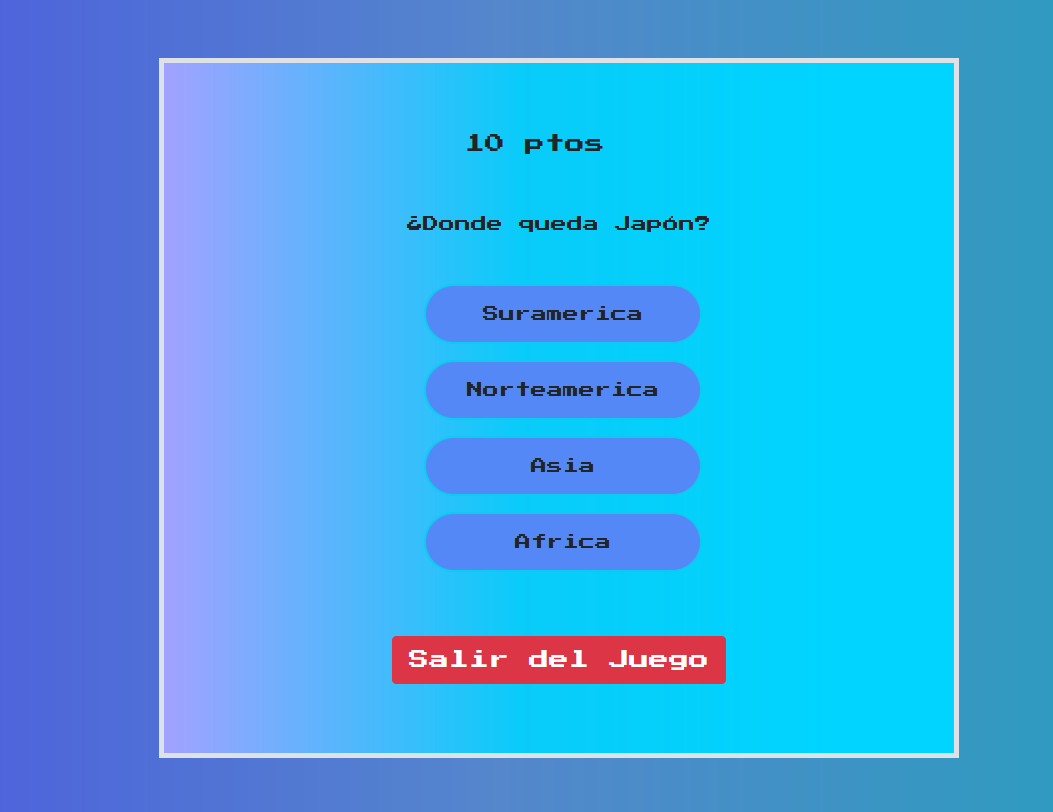 10 ptos
¿Donde queda Japón?
Suramerica
Norteamerica
Asia
Africa
Salir del Juego